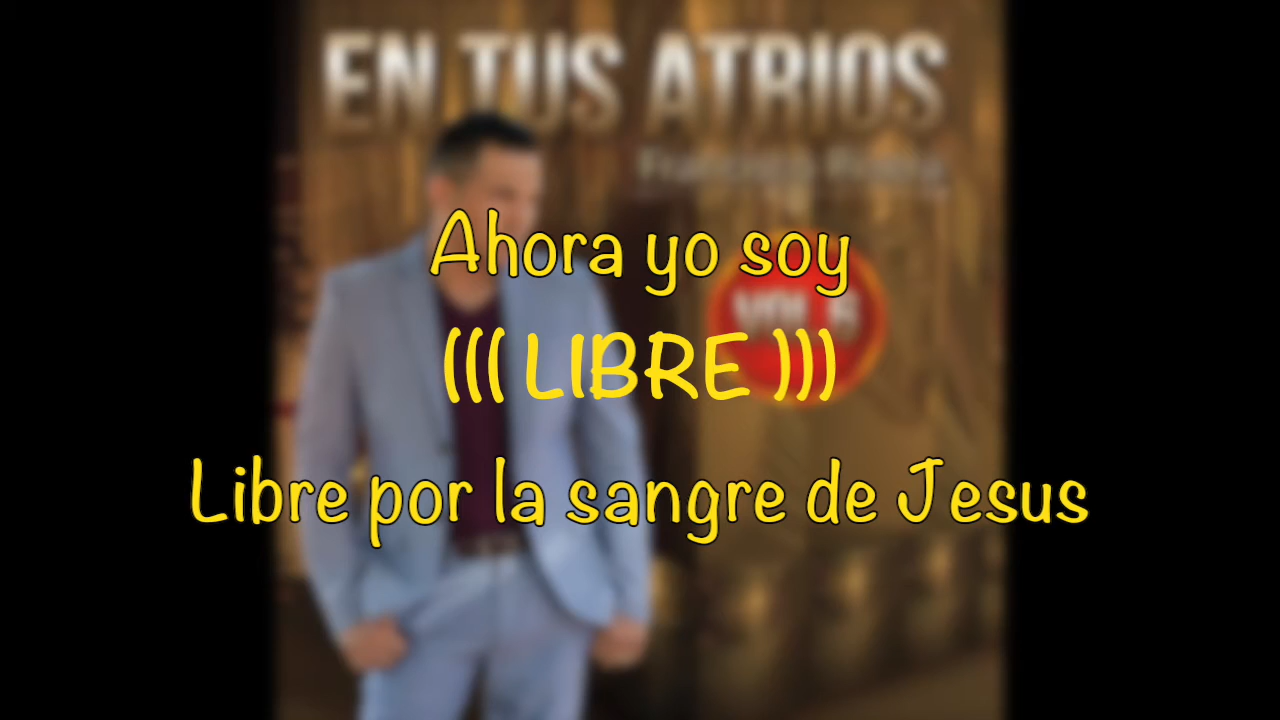 EN TUS ATRIOS
Ahora yo soy
((( LIBRE )))
Libre por la sangre de Jesus